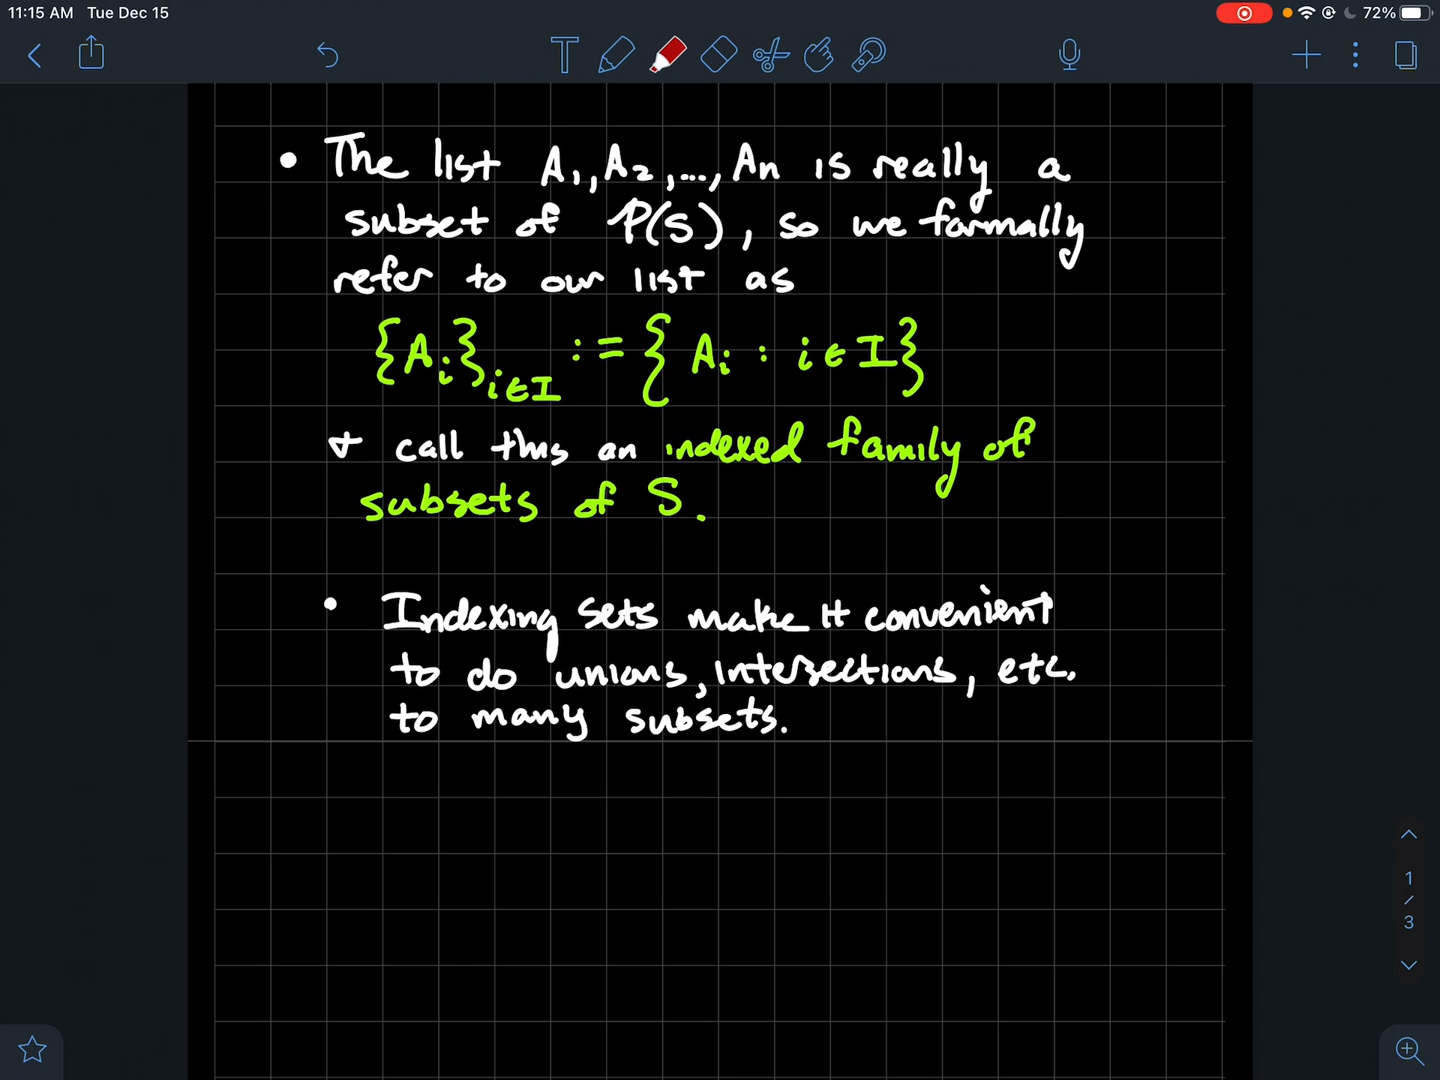 11:15 AM Tue Dec 15
72%
T
• The list A₁, A₂, ..., An is really a
subset of P(S), so we formally
refer to our list as
{Ai}i∈I := { Ai : i ∈ I}
& call this an indexed family of
subsets of S.
• Indexing sets make it convenient
to do unions, intersections, etc.
to many subsets.
1
/
3